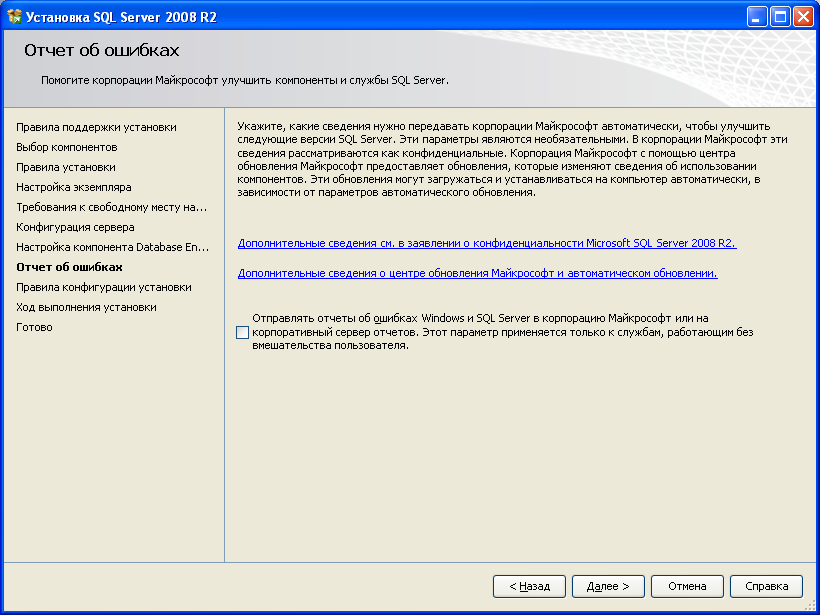 Установка SQL Server 2008 R2
Отчет об ошибках
Помогите корпорации Майкрософт улучшить компоненты и службы SQL Server.
Правила поддержки установки
Выбор компонентов
Правила установки
Настройка экземпляра
Требования к свободному месту на...
Конфигурация сервера
Настройка компонента Database En...
Отчет об ошибках
Правила конфигурации установки
Ход выполнения установки
Готово
Укажите, какие сведения нужно передавать корпорации Майкрософт автоматически, чтобы улучшить
следующие версии SQL Server. Эти параметры являются необязательными. В корпорации Майкрософт эти
сведения рассматриваются как конфиденциальные. Корпорация Майкрософт с помощью центра
обновления Майкрософт предоставляет обновления, которые изменяют сведения об использовании
компонентов. Эти обновления могут загружаться и устанавливаться на компьютер автоматически, в
зависимости от параметров автоматического обновления.
Дополнительные сведения см. в заявлении о конфиденциальности Microsoft SQL Server 2008 R2.
Дополнительные сведения о центре обновления Майкрософт и автоматическом обновлении.
Отправлять отчеты об ошибках Windows и SQL Server в корпорацию Майкрософт или на
корпоративный сервер отчетов. Этот параметр применяется только к службам, работающим без
вмешательства пользователя.
< Назад
Далее >
Отмена
Справка